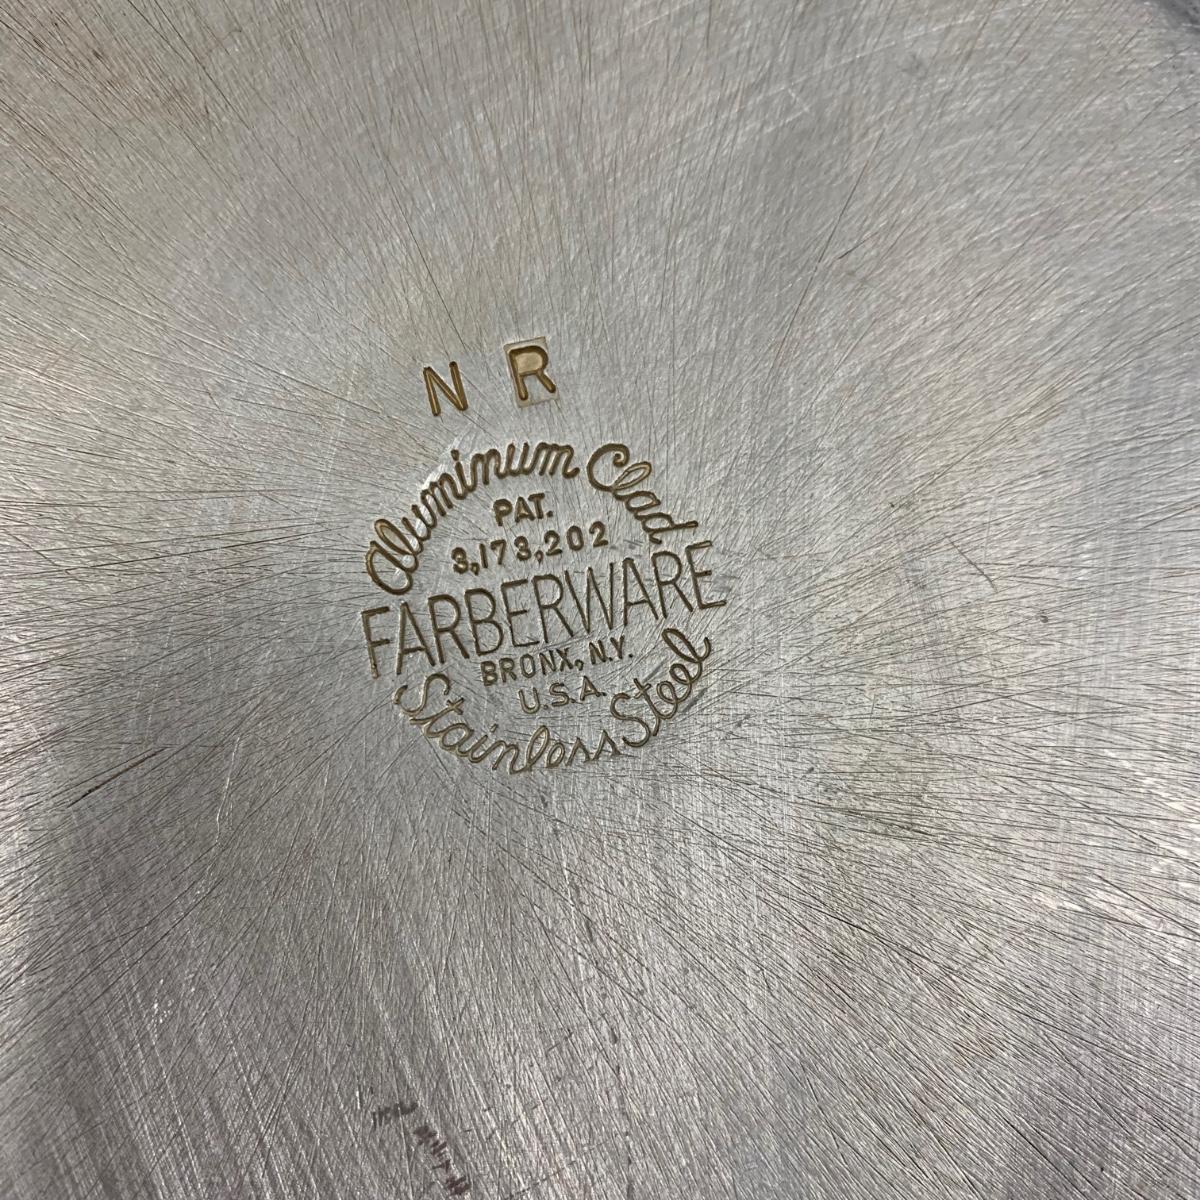 N R
Aluminum Clad
PAT.
3,173,202
FARBERWARE
BRONX, N.Y.
U.S.A.
Stainless Steel